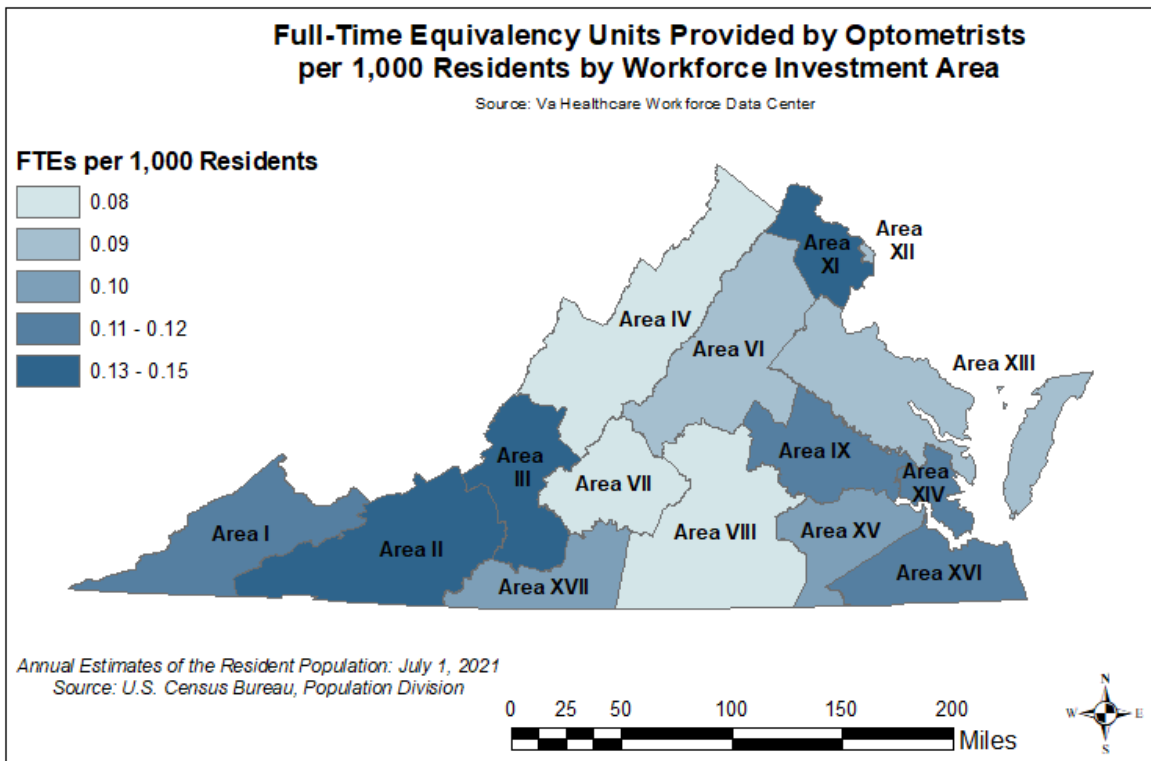 Full-Time Equivalency Units Provided by Optometrists
per 1,000 Residents by Workforce Investment Area
Source: Va Healthcare Workforce Data Center
FTEs per 1,000 Residents
0.08
0.09
0.10
0.11 - 0.12
0.13 - 0.15
Area
XII
Area
XI
Area IV
Area VI
Area XIII
Area
III
Area IX
Area
XIV
Area VII
Area I
Area II
Area VIII
Area XV
Area XVII
Area XVI
Annual Estimates of the Resident Population: July 1, 2021
Source: U.S. Census Bureau, Population Division
0 25 50 100 150 200
Miles
N
W E
S